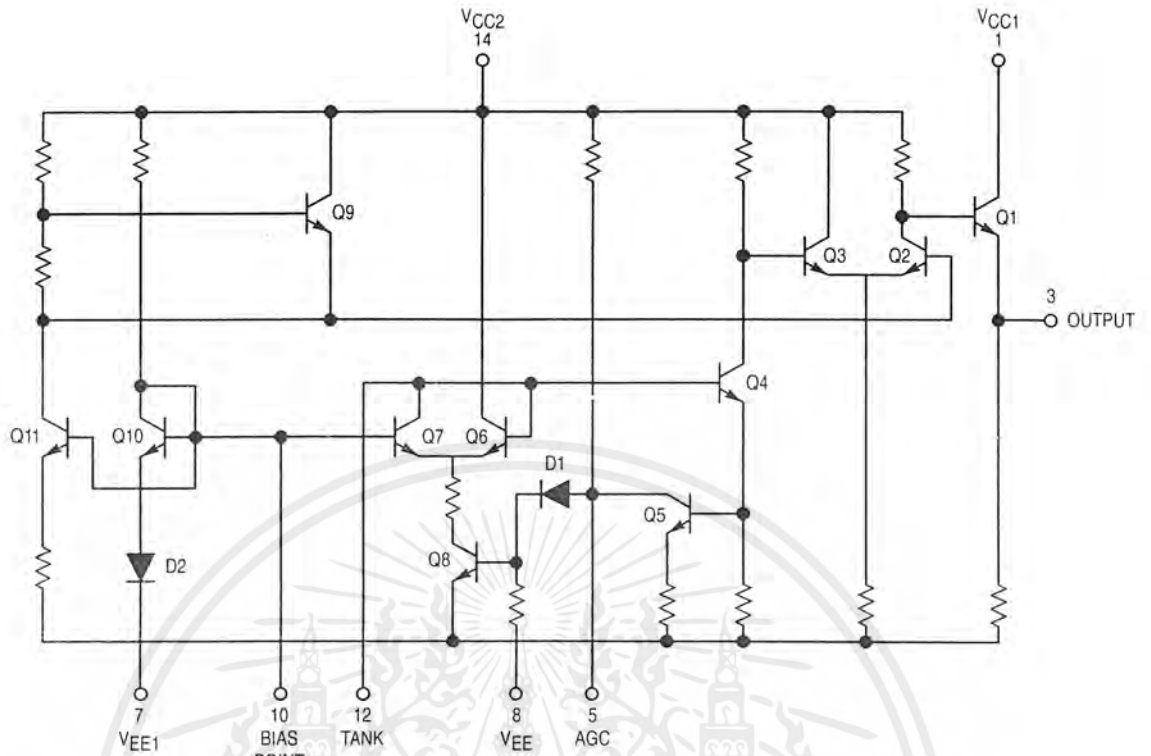 VCC2
14
VCC1
1
Q9
Q1
Q3
Q2
3
OUTPUT
Q4
Q11
Q10
Q7
Q6
D1
Q5
Q8
D2
7
VEE1
10
BIAS
POINT
12
TANK
8
VEE
5
AGC